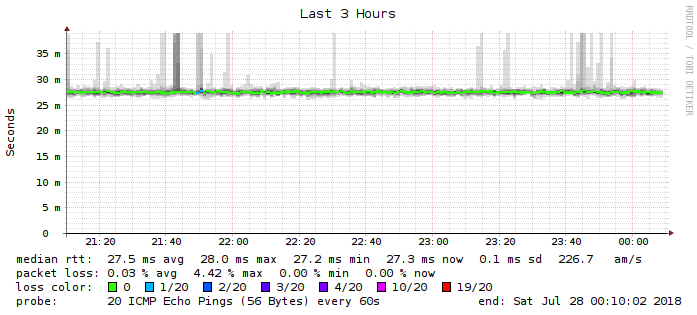 Last 3 Hours
RRDTOOL / TOBI OETIKER
Seconds
35 m
30 m
25 m
20 m
15 m
10 m
5 m
0
21:20 21:40 22:00 22:20 22:40 23:00 23:20 23:40 00:00
median rtt: 27.5 ms avg 28.0 ms max 27.2 ms min 27.3 ms now 0.1 ms sd 226.7 am/s
packet loss: 0.03 % avg 4.42 % max 0.00 % min 0.00 % now
loss color: 0 1/20 2/20 3/20 4/20 10/20 19/20
probe: 20 ICMP Echo Pings (56 Bytes) every 60s end: Sat Jul 28 00:10:02 2018